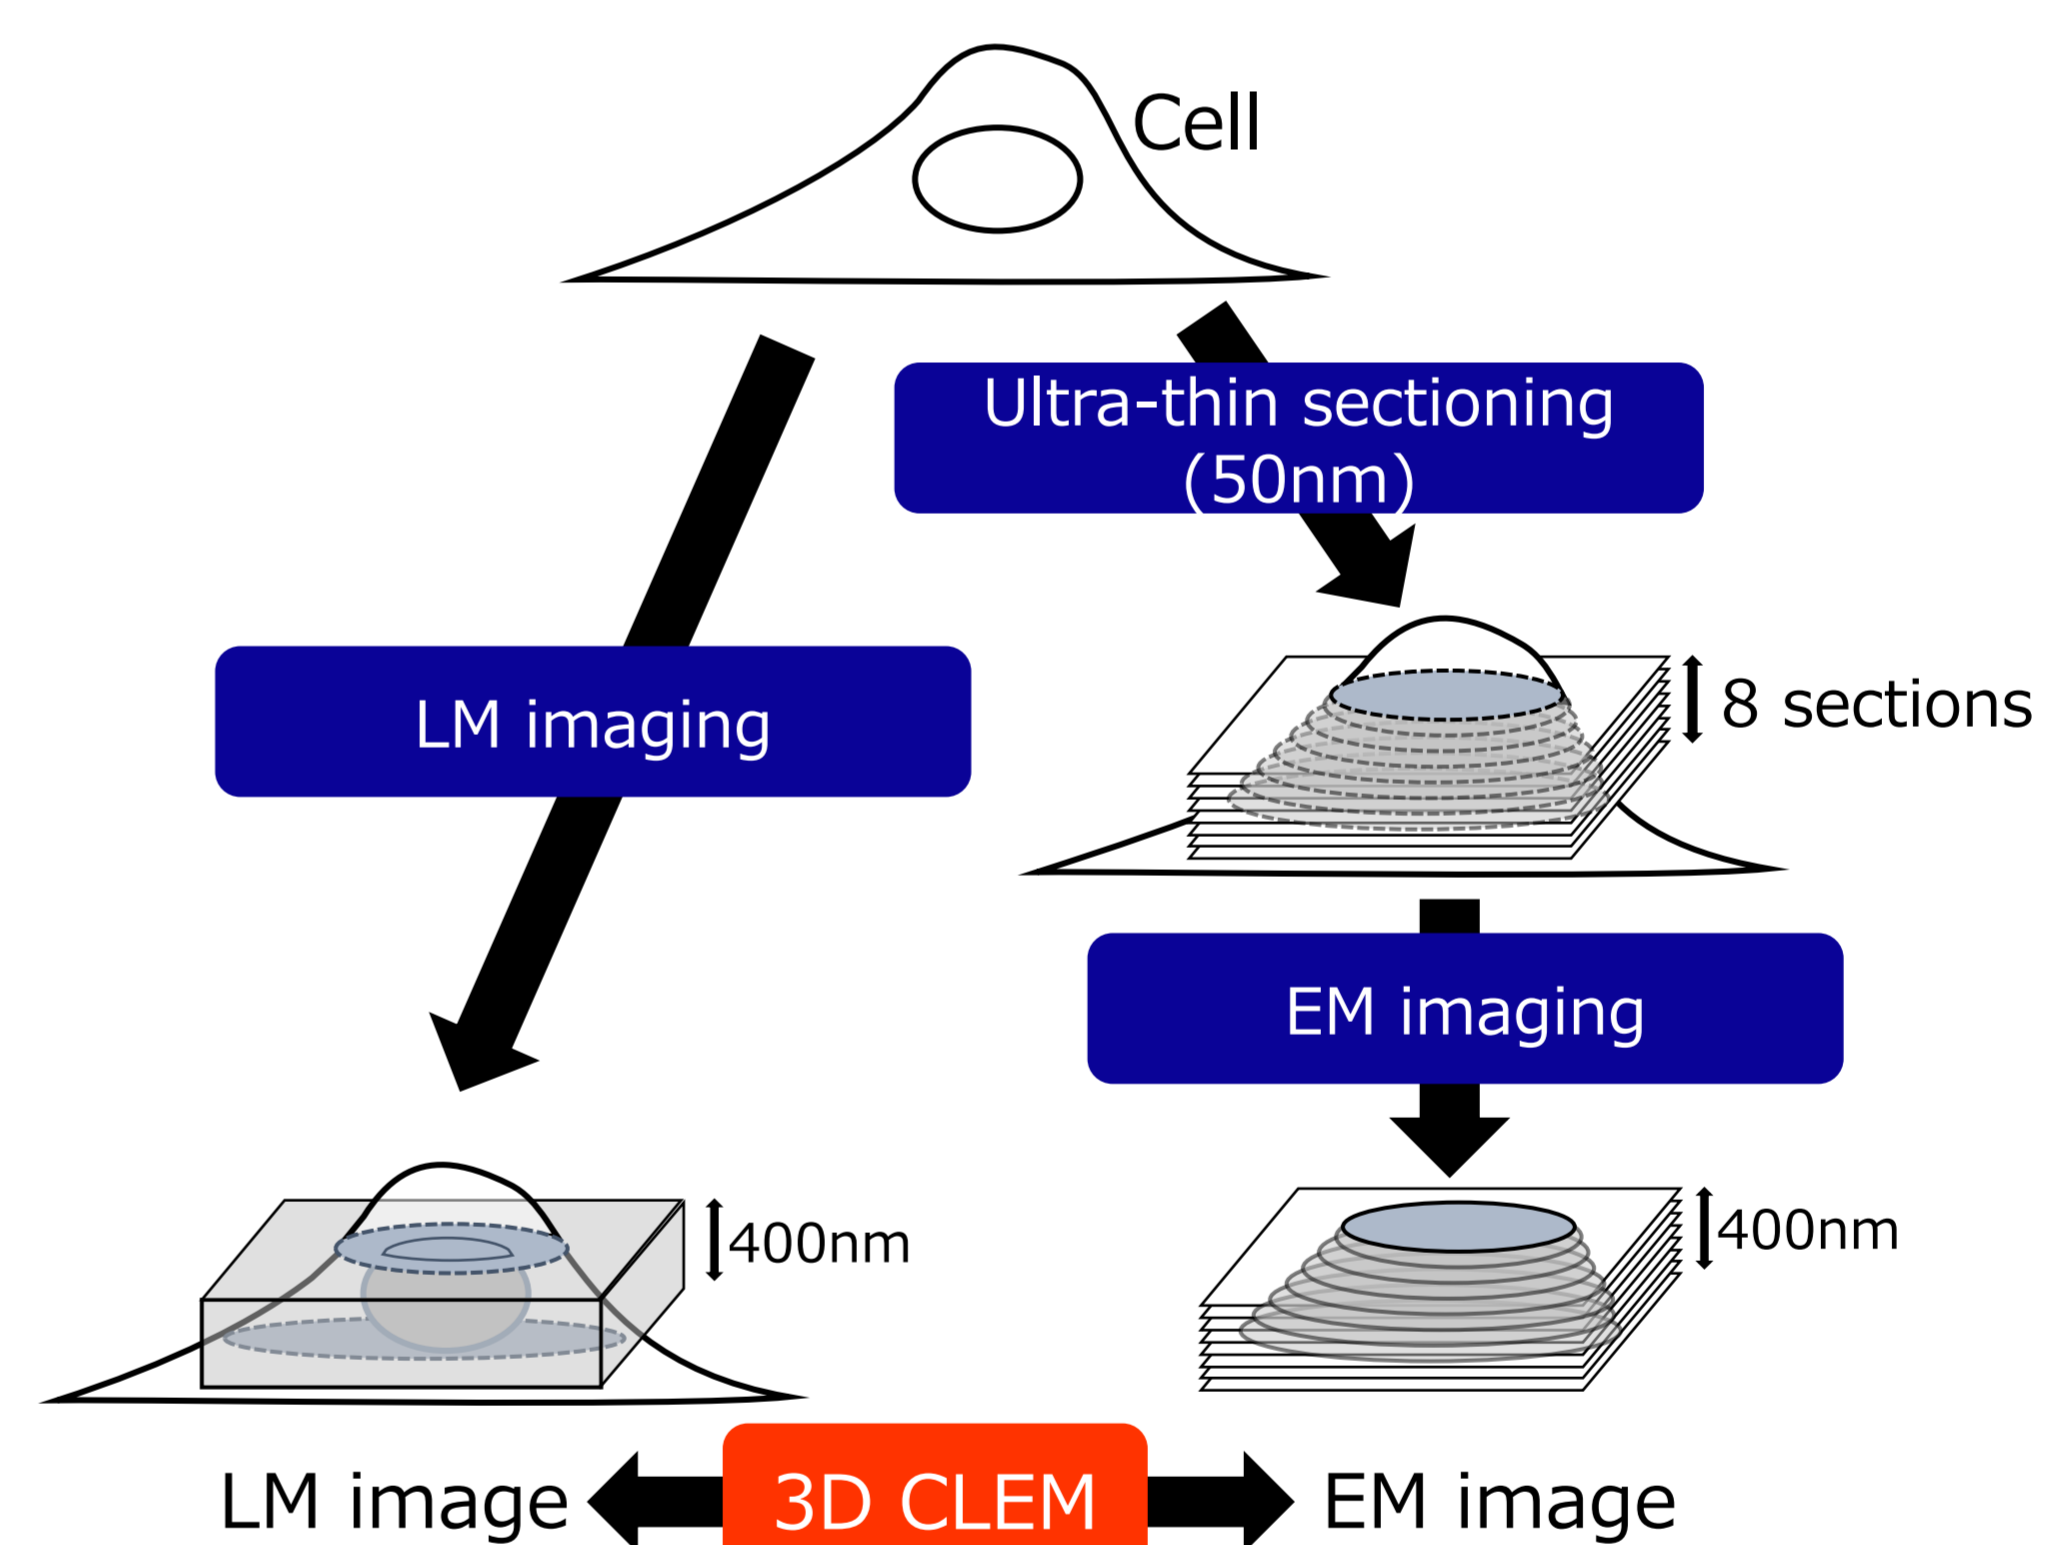 Cell
Ultra-thin sectioning
(50nm)
LM imaging
8 sections
EM imaging
400nm
400nm
LM image
3D CLEM
EM image